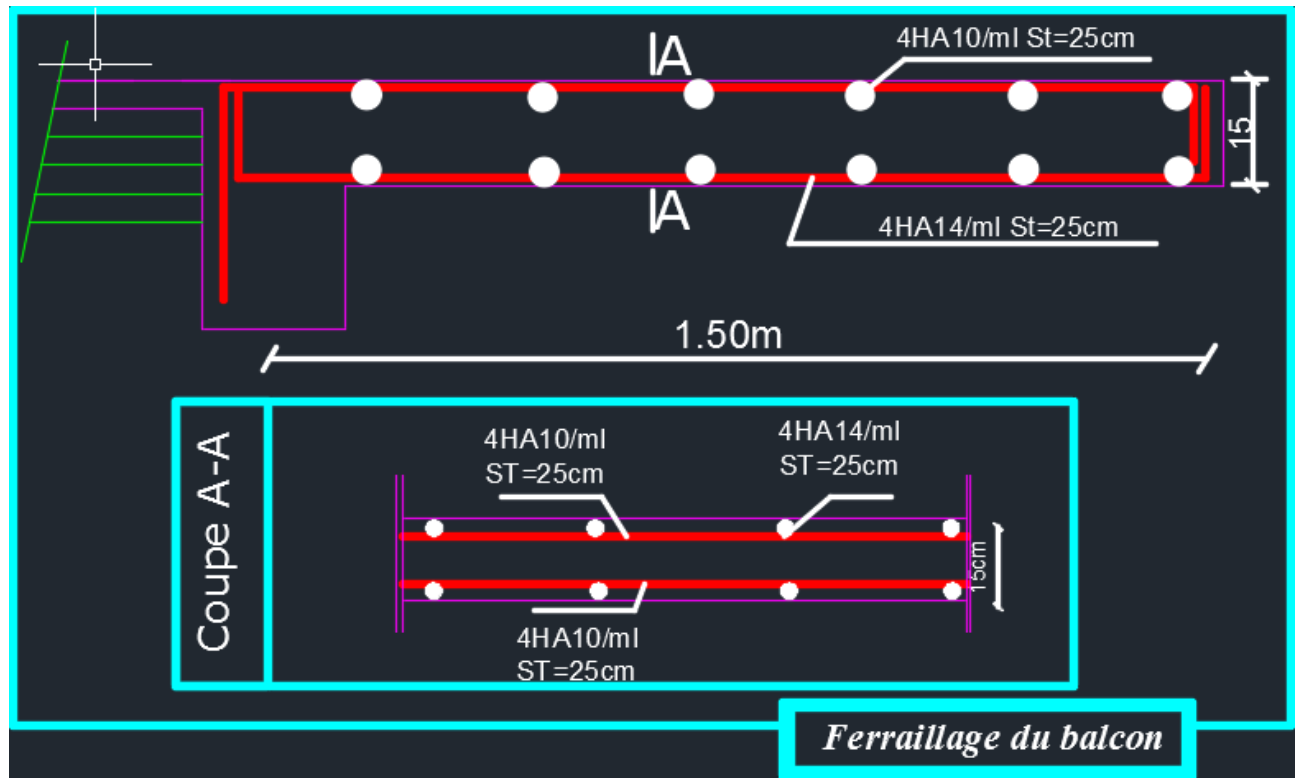 A
4HA10/ml St=25cm
15
A
4HA14/ml St=25cm
1.50m
Coupe A-A
4HA10/ml
ST=25cm
4HA14/ml
ST=25cm
15cm
4HA10/ml
ST=25cm
Ferraillage du balcon